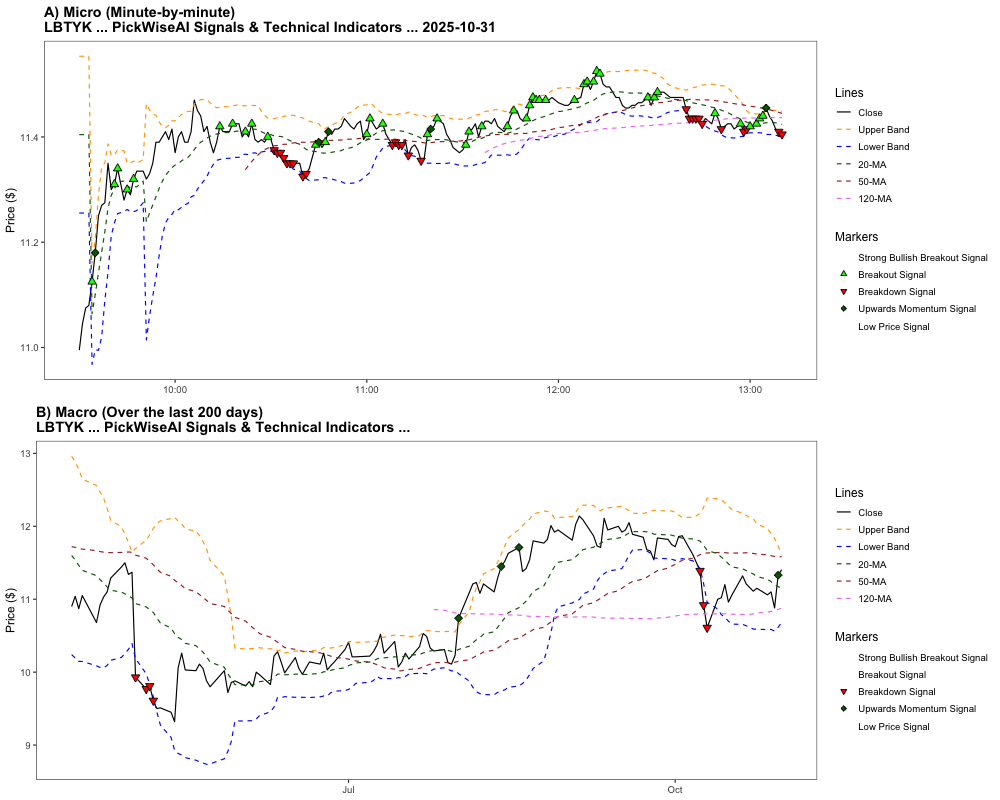 A) Micro (Minute-by-minute)
LBTYK ... PickWiseAI Signals & Technical Indicators ... 2025-10-31
Price ($)
11.4
11.2
11.0
10:00
11:00
12:00
13:00
Lines
Close
Upper Band
Lower Band
20-MA
50-MA
120-MA
Markers
Strong Bullish Breakout Signal
Breakout Signal
Breakdown Signal
Upwards Momentum Signal
Low Price Signal
B) Macro (Over the last 200 days)
LBTYK ... PickWiseAI Signals & Technical Indicators ...
Price ($)
13
12
11
10
9
Jul
Oct
Lines
Close
Upper Band
Lower Band
20-MA
50-MA
120-MA
Markers
Strong Bullish Breakout Signal
Breakout Signal
Breakdown Signal
Upwards Momentum Signal
Low Price Signal